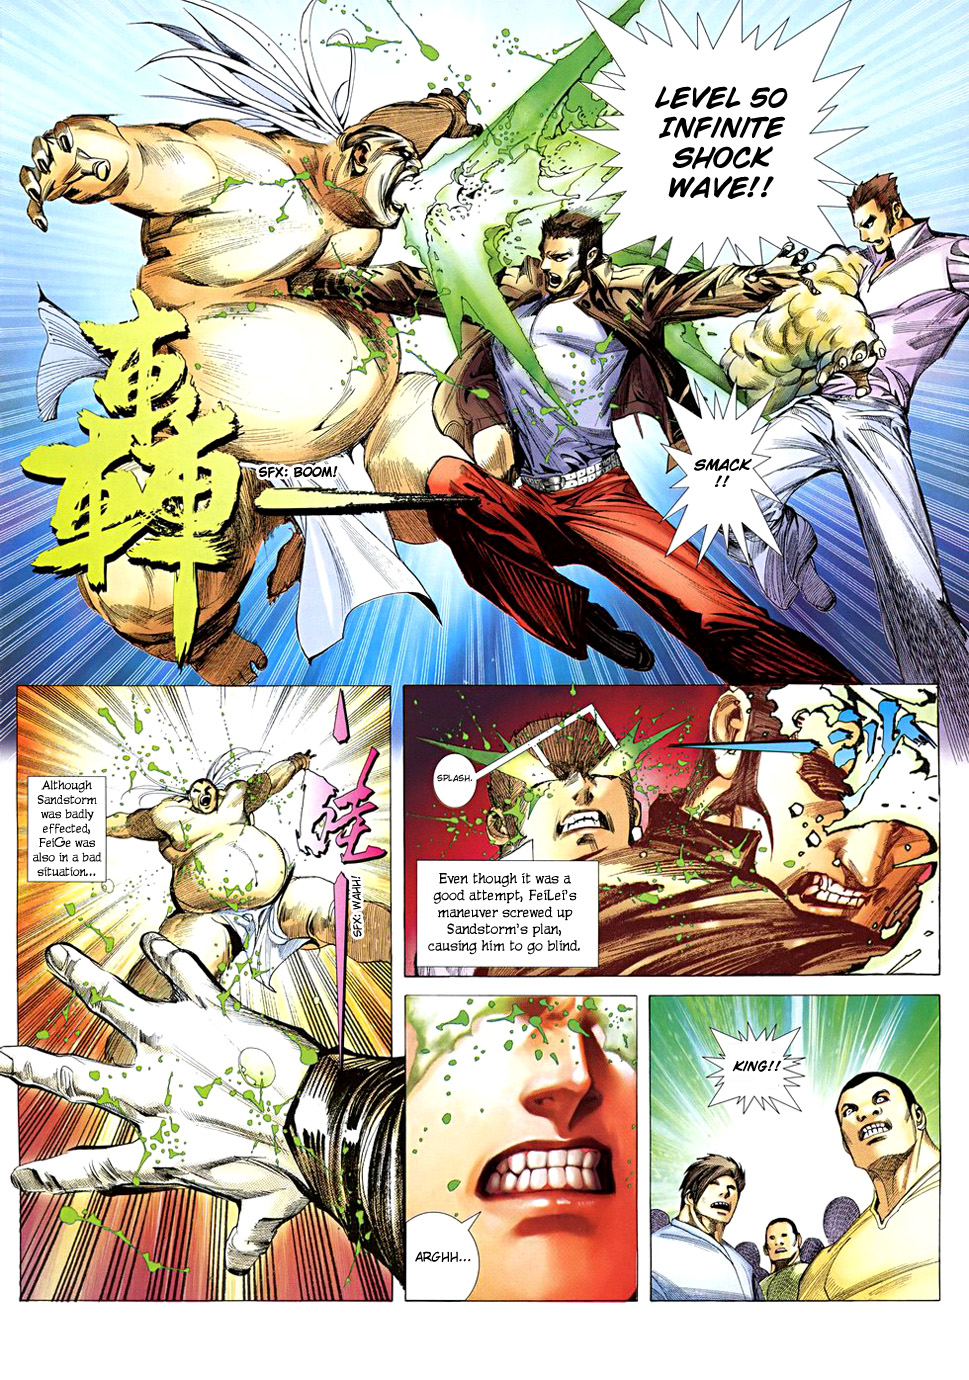 LEVEL 50
INFINITE
SHOCK
WAVE!!
轟
SFX: BOOM!
SMACK
!!
Although
Sandstorm
was badly
effected,
FeiGe was
also in a bad
situation...
哇
SFX: WAHH!
SPLASH.
沙
Even though it was a
good attempt, FeiLei's
maneuver screwed up
Sandstorm's plan,
causing him to go blind.
ARGHH...
KING!!